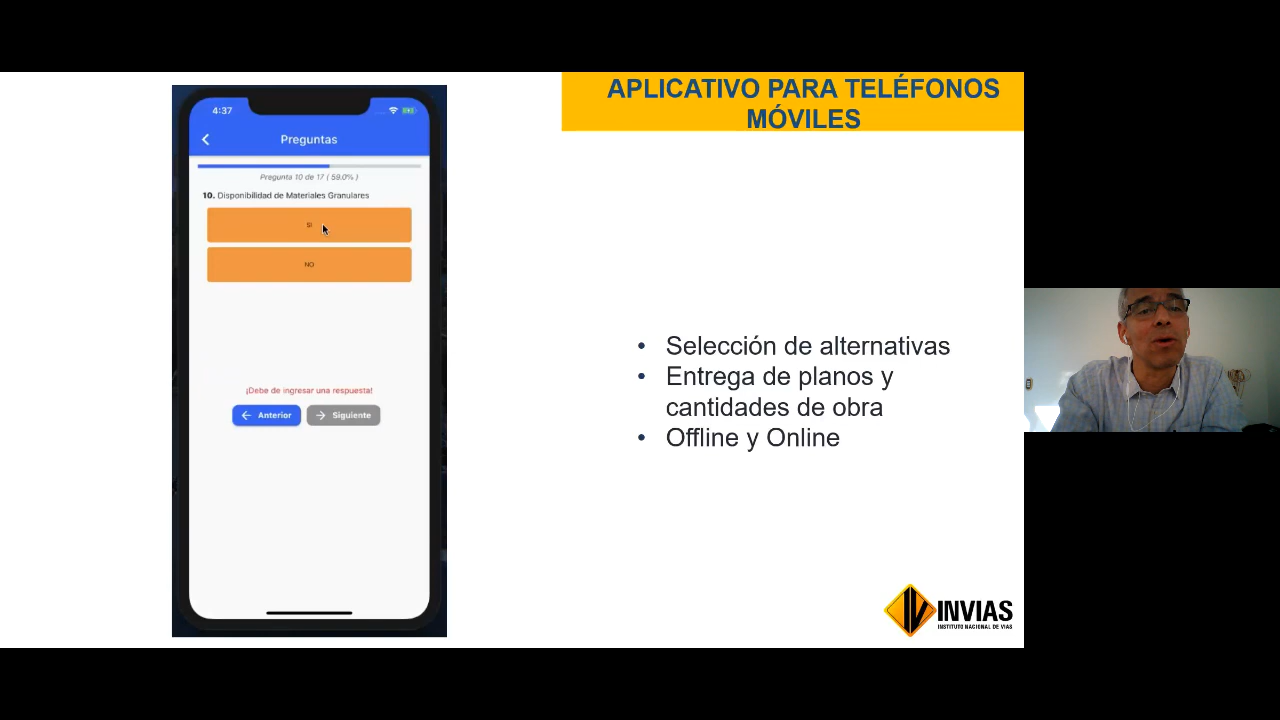 APLICATIVO PARA TELÉFONOS
MÓVILES
4:37
Preguntas
Pregunta 10 de 17 ( 59.0% )
10. Disponibilidad de Materiales Granulares
SI
NO
¡Debe de ingresar una respuesta!
Anterior
Siguiente
• Selección de alternativas
• Entrega de planos y
cantidades de obra
• Offline y Online
INVIAS
INSTITUTO NACIONAL DE VIAS